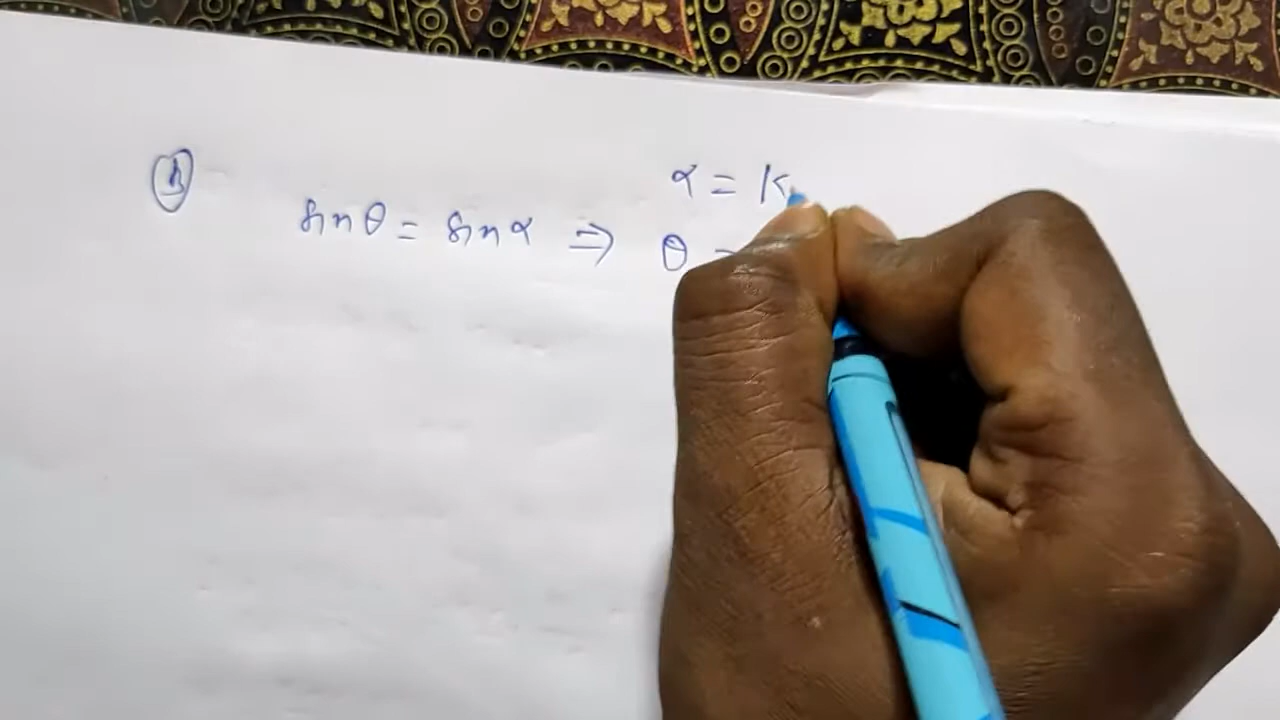 ①
α = K
sinθ = sinα ⇒ θ =